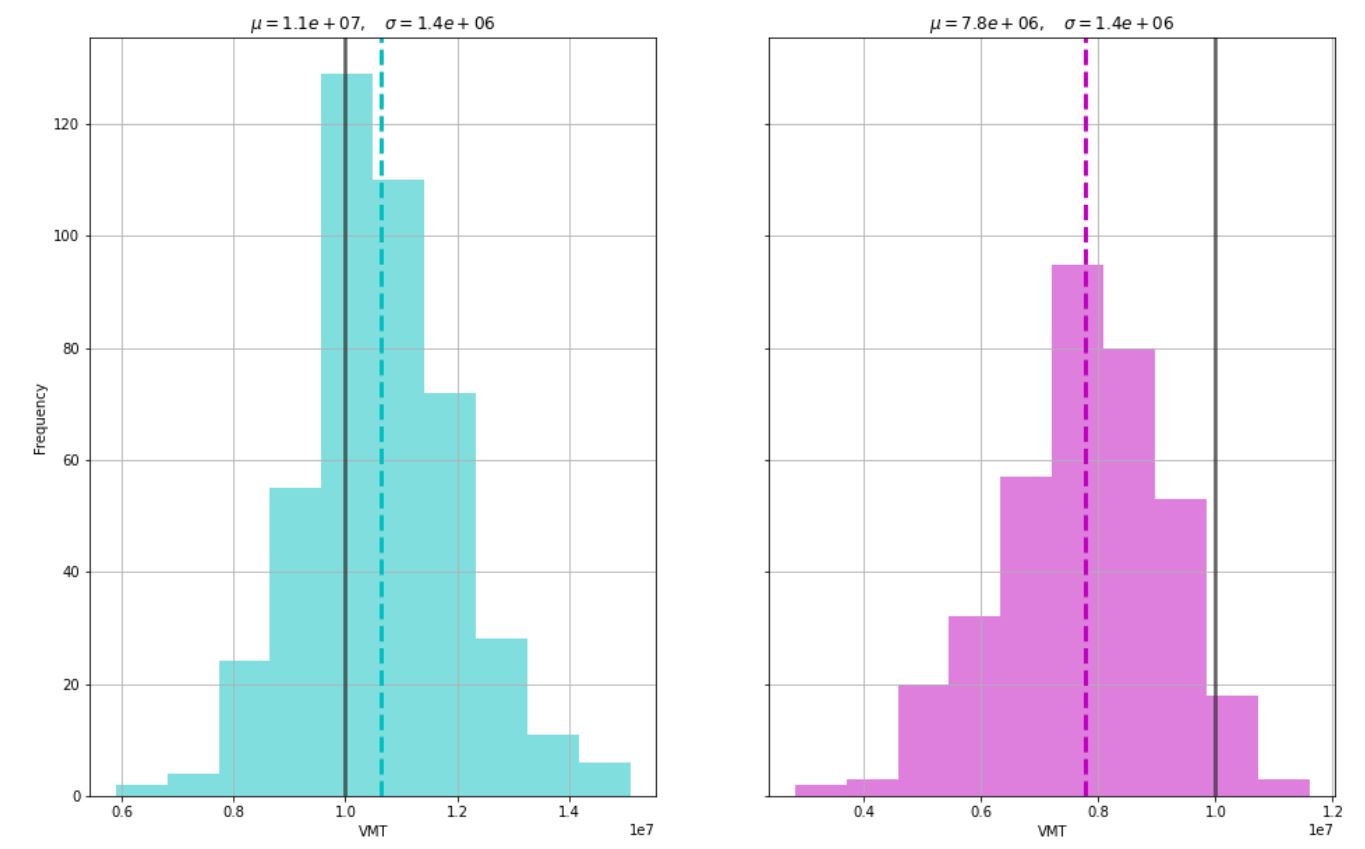 μ = 1.1e + 07, σ = 1.4e + 06
120
100
80
60
40
20
0
Frequency
0.6 0.8 1.0 1.2 1.4
1e7
VMT
μ = 7.8e + 06, σ = 1.4e + 06
0.4 0.6 0.8 1.0 1.2
1e7
VMT